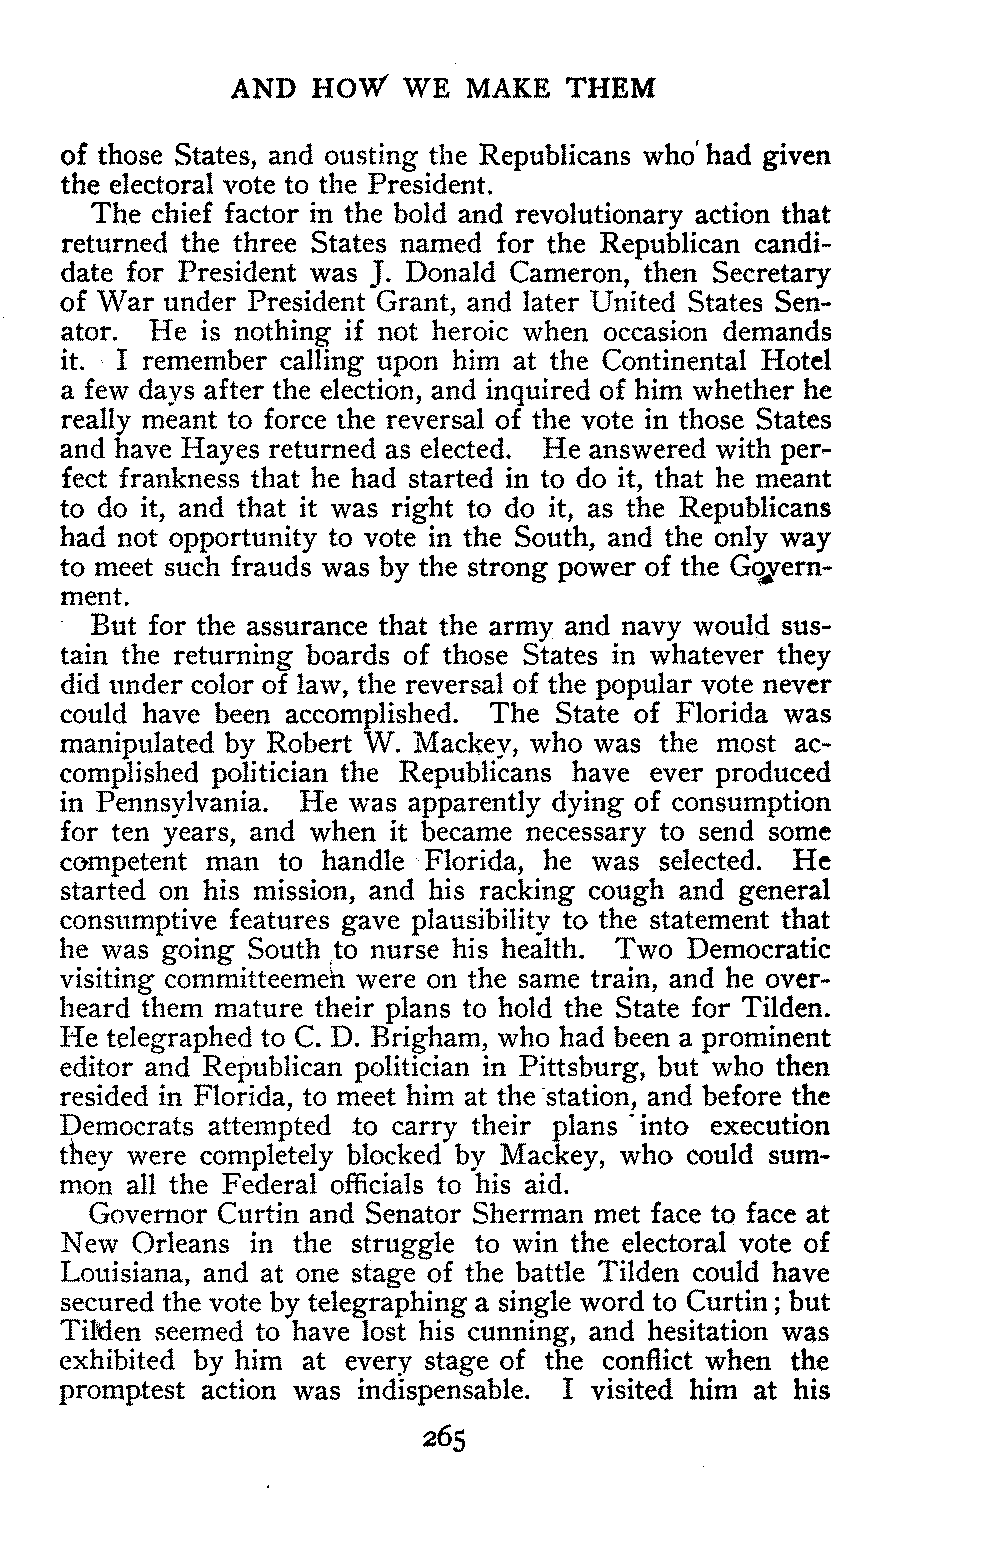 AND HOW WE MAKE THEM
of those States, and ousting the Republicans who had given
the electoral vote to the President.
The chief factor in the bold and revolutionary action that
returned the three States named for the Republican candi-
date for President was J. Donald Cameron, then Secretary
of War under President Grant, and later United States Sen-
ator. He is nothing if not heroic when occasion demands
it. I remember calling upon him at the Continental Hotel
a few days after the election, and inquired of him whether he
really meant to force the reversal of the vote in those States
and have Hayes returned as elected. He answered with per-
fect frankness that he had started in to do it, that he meant
to do it, and that it was right to do it, as the Republicans
had not opportunity to vote in the South, and the only way
to meet such frauds was by the strong power of the Govern-
ment.
But for the assurance that the army and navy would sus-
tain the returning boards of those States in whatever they
did under color of law, the reversal of the popular vote never
could have been accomplished. The State of Florida was
manipulated by Robert W. Mackey, who was the most ac-
complished politician the Republicans have ever produced
in Pennsylvania. He was apparently dying of consumption
for ten years, and when it became necessary to send some
competent man to handle Florida, he was selected. He
started on his mission, and his racking cough and general
consumptive features gave plausibility to the statement that
he was going South to nurse his health. Two Democratic
visiting committeemen were on the same train, and he over-
heard them mature their plans to hold the State for Tilden.
He telegraphed to C. D. Brigham, who had been a prominent
editor and Republican politician in Pittsburg, but who then
resided in Florida, to meet him at the station, and before the
Democrats attempted to carry their plans into execution
they were completely blocked by Mackey, who could sum-
mon all the Federal officials to his aid.
Governor Curtin and Senator Sherman met face to face at
New Orleans in the struggle to win the electoral vote of
Louisiana, and at one stage of the battle Tilden could have
secured the vote by telegraphing a single word to Curtin; but
Tilden seemed to have lost his cunning, and hesitation was
exhibited by him at every stage of the conflict when the
promptest action was indispensable. I visited him at his
265